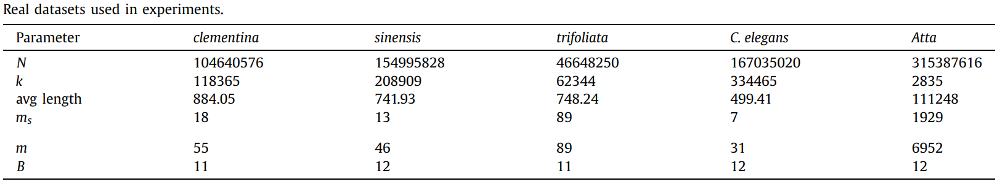 Real datasets used in experiments.
Parameter clementina sinensis trifoliata C. elegans Atta
N 104640576 154995828 46648250 167035020 315387616
k 118365 208909 62344 334465 2835
avg length 884.05 741.93 748.24 499.41 111248
mₛ 18 13 89 7 1929
m 55 46 89 31 6952
B 11 12 11 12 12